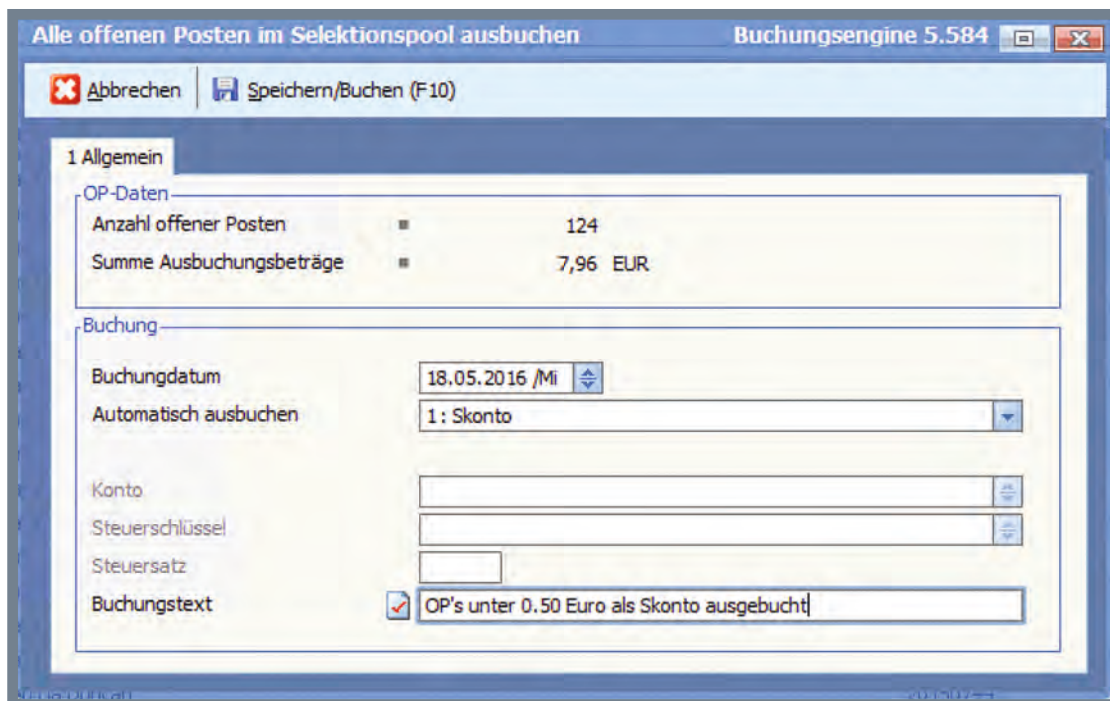 Alle offenen Posten im Selektionspool ausbuchen Buchungsengine 5.584
Abbrechen Speichern/Buchen (F10)
1 Allgemein
OP-Daten
Anzahl offener Posten 124
Summe Ausbuchungsbeträge 7,96 EUR
Buchung
Buchungdatum 18.05.2016 /Mi
Automatisch ausbuchen 1 : Skonto
Konto
Steuerschlüssel
Steuersatz
Buchungstext OP's unter 0.50 Euro als Skonto ausgebucht